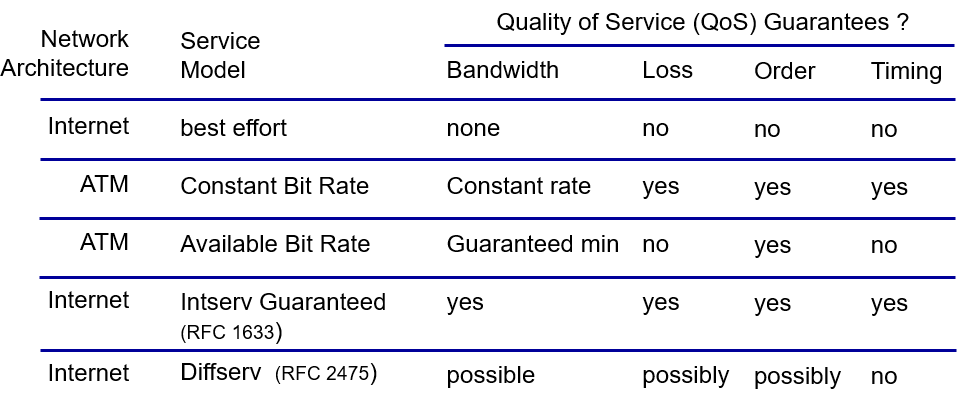 Quality of Service (QoS) Guarantees ?
Network Architecture Service Model Bandwidth Loss Order Timing
Internet best effort none no no no
ATM Constant Bit Rate Constant rate yes yes yes
ATM Available Bit Rate Guaranteed min no yes no
Internet Intserv Guaranteed yes yes yes yes
(RFC 1633)
Internet Diffserv (RFC 2475) possible possibly possibly no